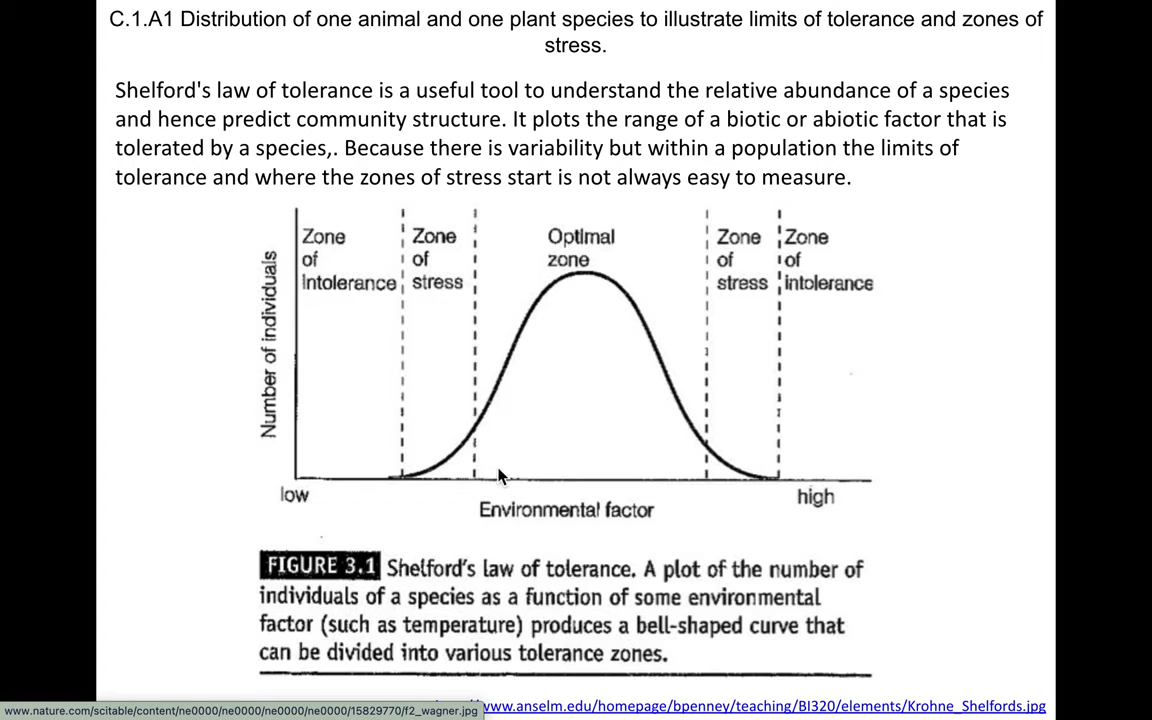 C.1.A1 Distribution of one animal and one plant species to illustrate limits of tolerance and zones of
stress.
Shelford's law of tolerance is a useful tool to understand the relative abundance of a species
and hence predict community structure. It plots the range of a biotic or abiotic factor that is
tolerated by a species,. Because there is variability but within a population the limits of
tolerance and where the zones of stress start is not always easy to measure.
Number of individuals
Zone
of
Intolerance
Zone
of
stress
Optimal
zone
Zone
of
stress
Zone
of
intolerance
low
high
Environmental factor
FIGURE 3.1 Shelford's law of tolerance. A plot of the number of
individuals of a species as a function of some environmental
factor (such as temperature) produces a bell-shaped curve that
can be divided into various tolerance zones.
www.nature.com/scitable/content/ne0000/ne0000/ne0000/ne0000/15829770/f2_wagner.jpg
www.anselm.edu/homepage/bpenney/teaching/BI320/elements/Krohne_Shelfords.jpg